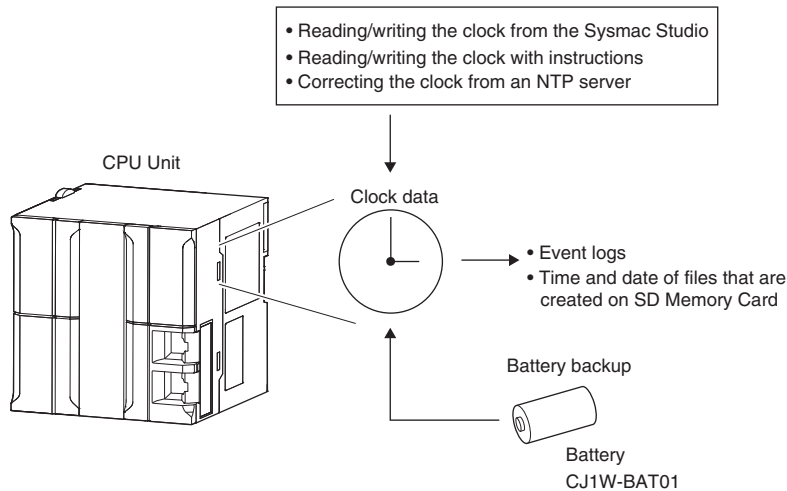 • Reading/writing the clock from the Sysmac Studio
• Reading/writing the clock with instructions
• Correcting the clock from an NTP server
CPU Unit
Clock data
• Event logs
• Time and date of files that are
created on SD Memory Card
Battery backup
Battery
CJ1W-BAT01